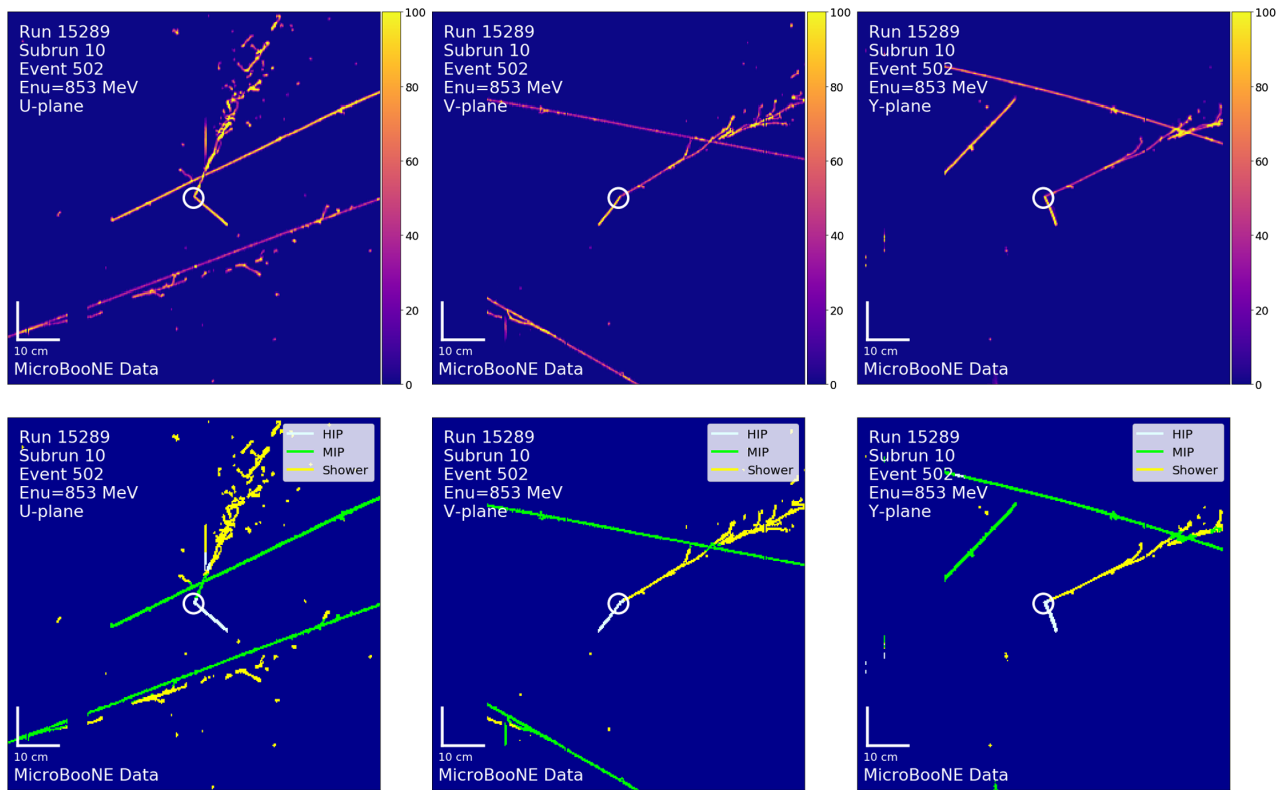 Run 15289
Subrun 10
Event 502
Enu=853 MeV
U-plane
10 cm
MicroBooNE Data
100
80
60
40
20
0
Run 15289
Subrun 10
Event 502
Enu=853 MeV
V-plane
10 cm
MicroBooNE Data
100
80
60
40
20
0
Run 15289
Subrun 10
Event 502
Enu=853 MeV
Y-plane
10 cm
MicroBooNE Data
100
80
60
40
20
0
Run 15289
Subrun 10
Event 502
Enu=853 MeV
U-plane
HIP
MIP
Shower
10 cm
MicroBooNE Data
Run 15289
Subrun 10
Event 502
Enu=853 MeV
V-plane
HIP
MIP
Shower
10 cm
MicroBooNE Data
Run 15289
Subrun 10
Event 502
Enu=853 MeV
Y-plane
HIP
MIP
Shower
10 cm
MicroBooNE Data